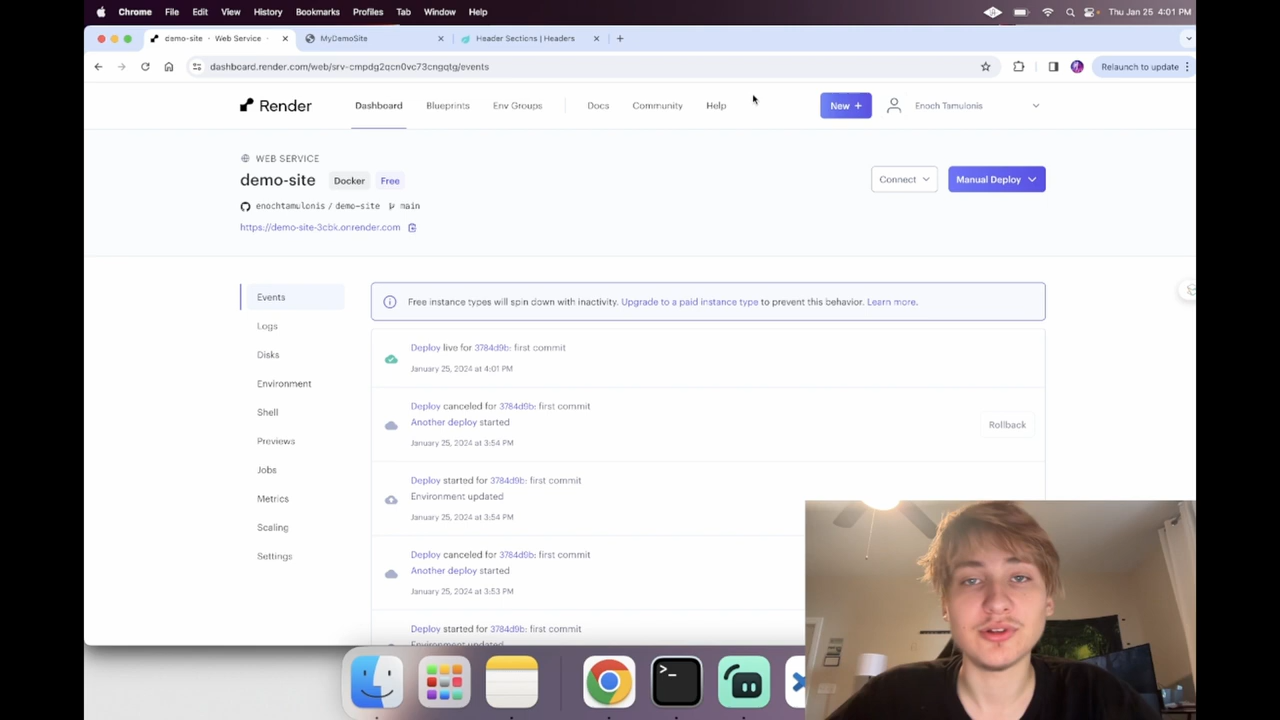 Chrome File Edit View History Bookmarks Profiles Tab Window Help Thu Jan 25 4:01 PM
demo-site · Web Service · MyDemoSite Header Sections | Headers
dashboard.render.com/web/srv-cmpdg2qcn0vc73cngqtg/events Relaunch to update
Render Dashboard Blueprints Env Groups Docs Community Help New + Enoch Tamulonis
WEB SERVICE
demo-site Docker Free Connect Manual Deploy
enochtamulonis / demo-site main
https://demo-site-3cbk.onrender.com
Events
Logs
Disks
Environment
Shell
Previews
Jobs
Metrics
Scaling
Settings
Free instance types will spin down with inactivity. Upgrade to a paid instance type to prevent this behavior. Learn more.
Deploy live for 3784d9b: first commit
January 25, 2024 at 4:01 PM
Deploy canceled for 3784d9b: first commit
Another deploy started
January 25, 2024 at 3:54 PM
Rollback
Deploy started for 3784d9b: first commit
Environment updated
January 25, 2024 at 3:54 PM
Deploy canceled for 3784d9b: first commit
Another deploy started
January 25, 2024 at 3:53 PM
Deploy started for 3784d9b: first commit
Environment updated